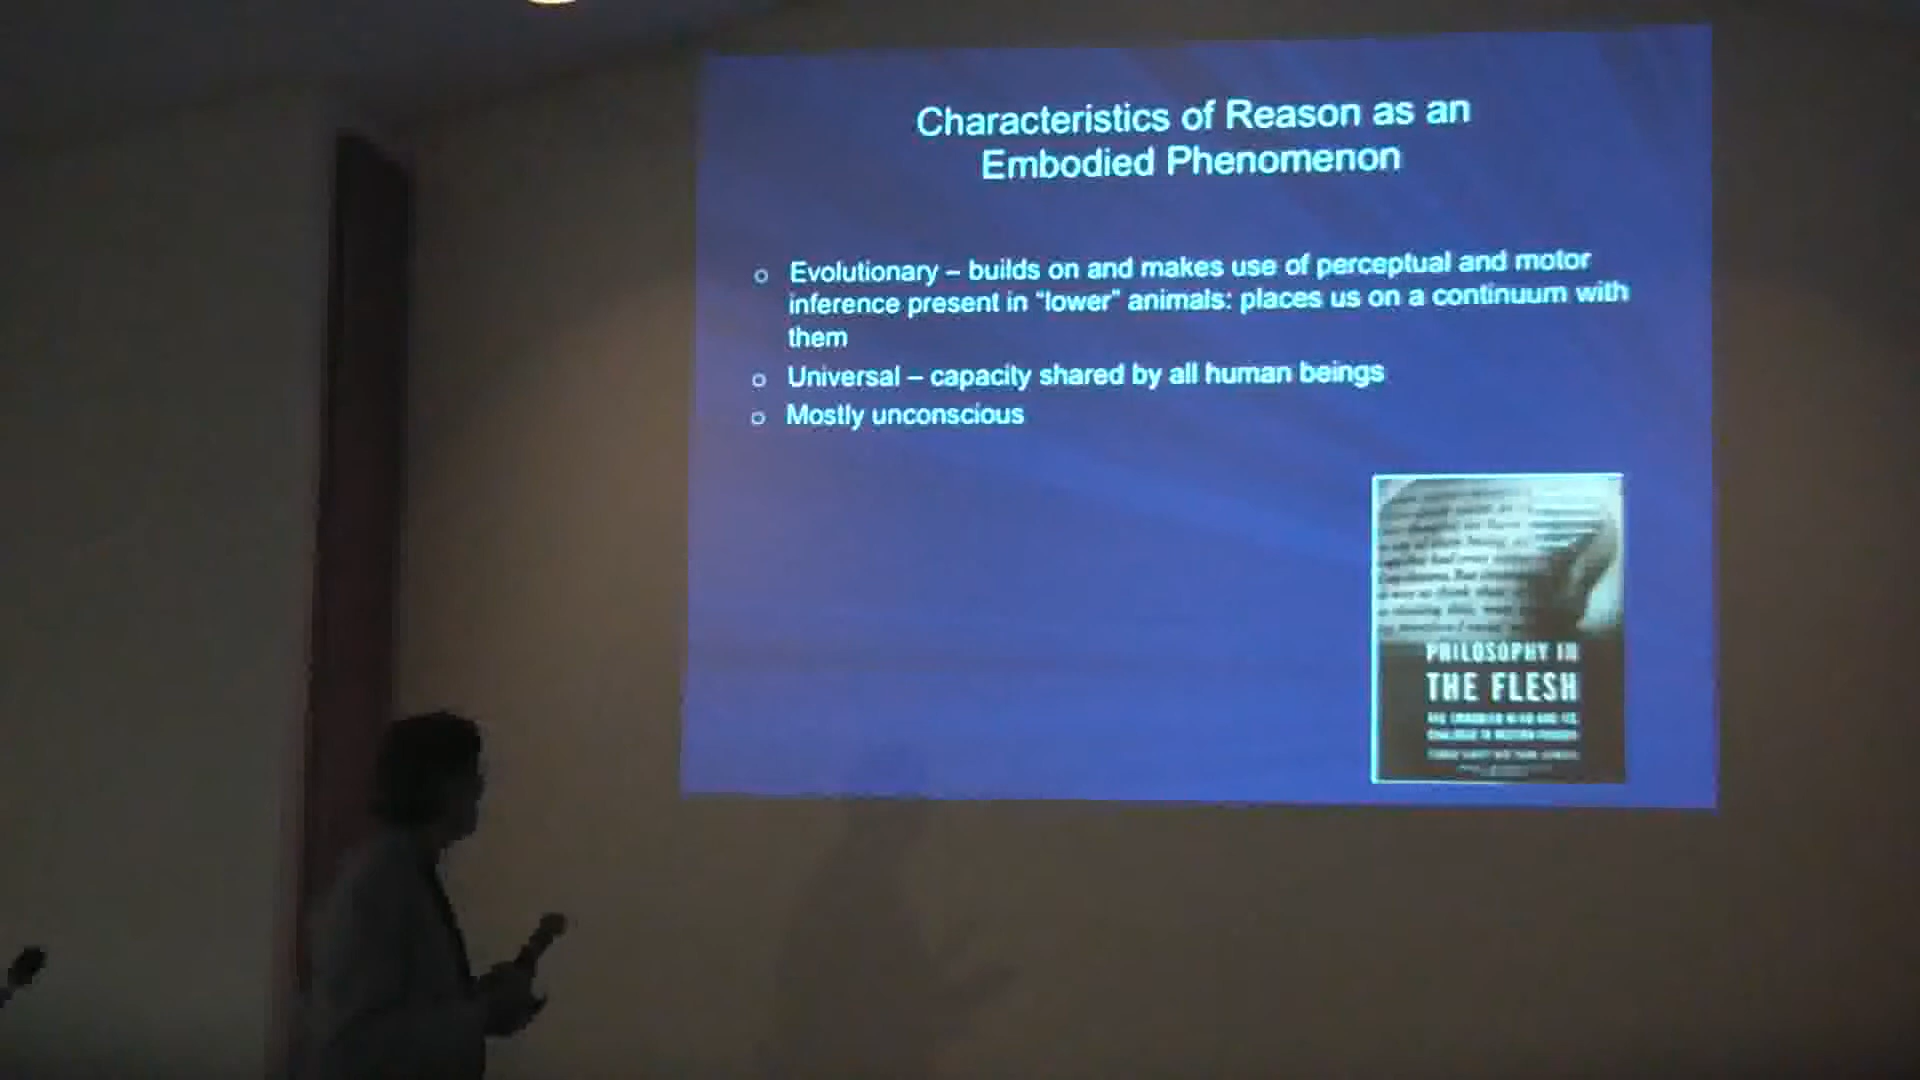 Characteristics of Reason as an
Embodied Phenomenon
Evolutionary – builds on and makes use of perceptual and motor
inference present in "lower" animals: places us on a continuum with
them
Universal – capacity shared by all human beings
Mostly unconscious
PHILOSOPHY IN
THE FLESH